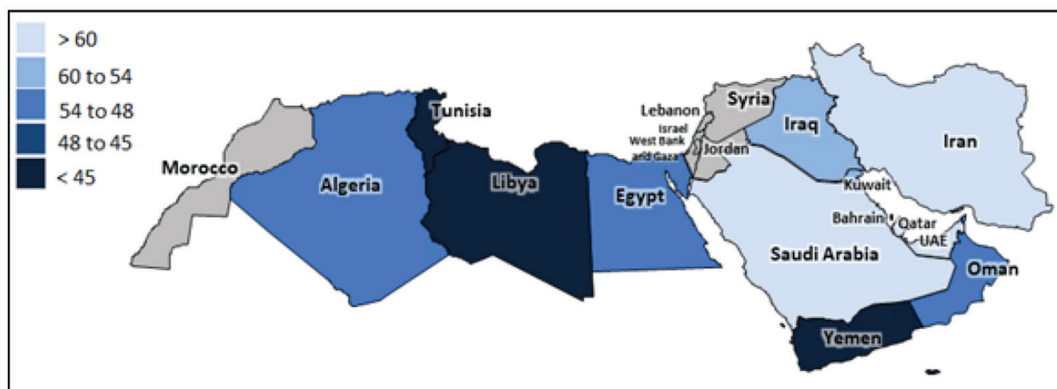 > 60
60 to 54
54 to 48
48 to 45
< 45
Morocco
Algeria
Tunisia
Libya
Egypt
Lebanon
Israel
West Bank
and Gaza
Syria
Jordan
Iraq
Iran
Kuwait
Bahrain
Qatar
UAE
Saudi Arabia
Oman
Yemen